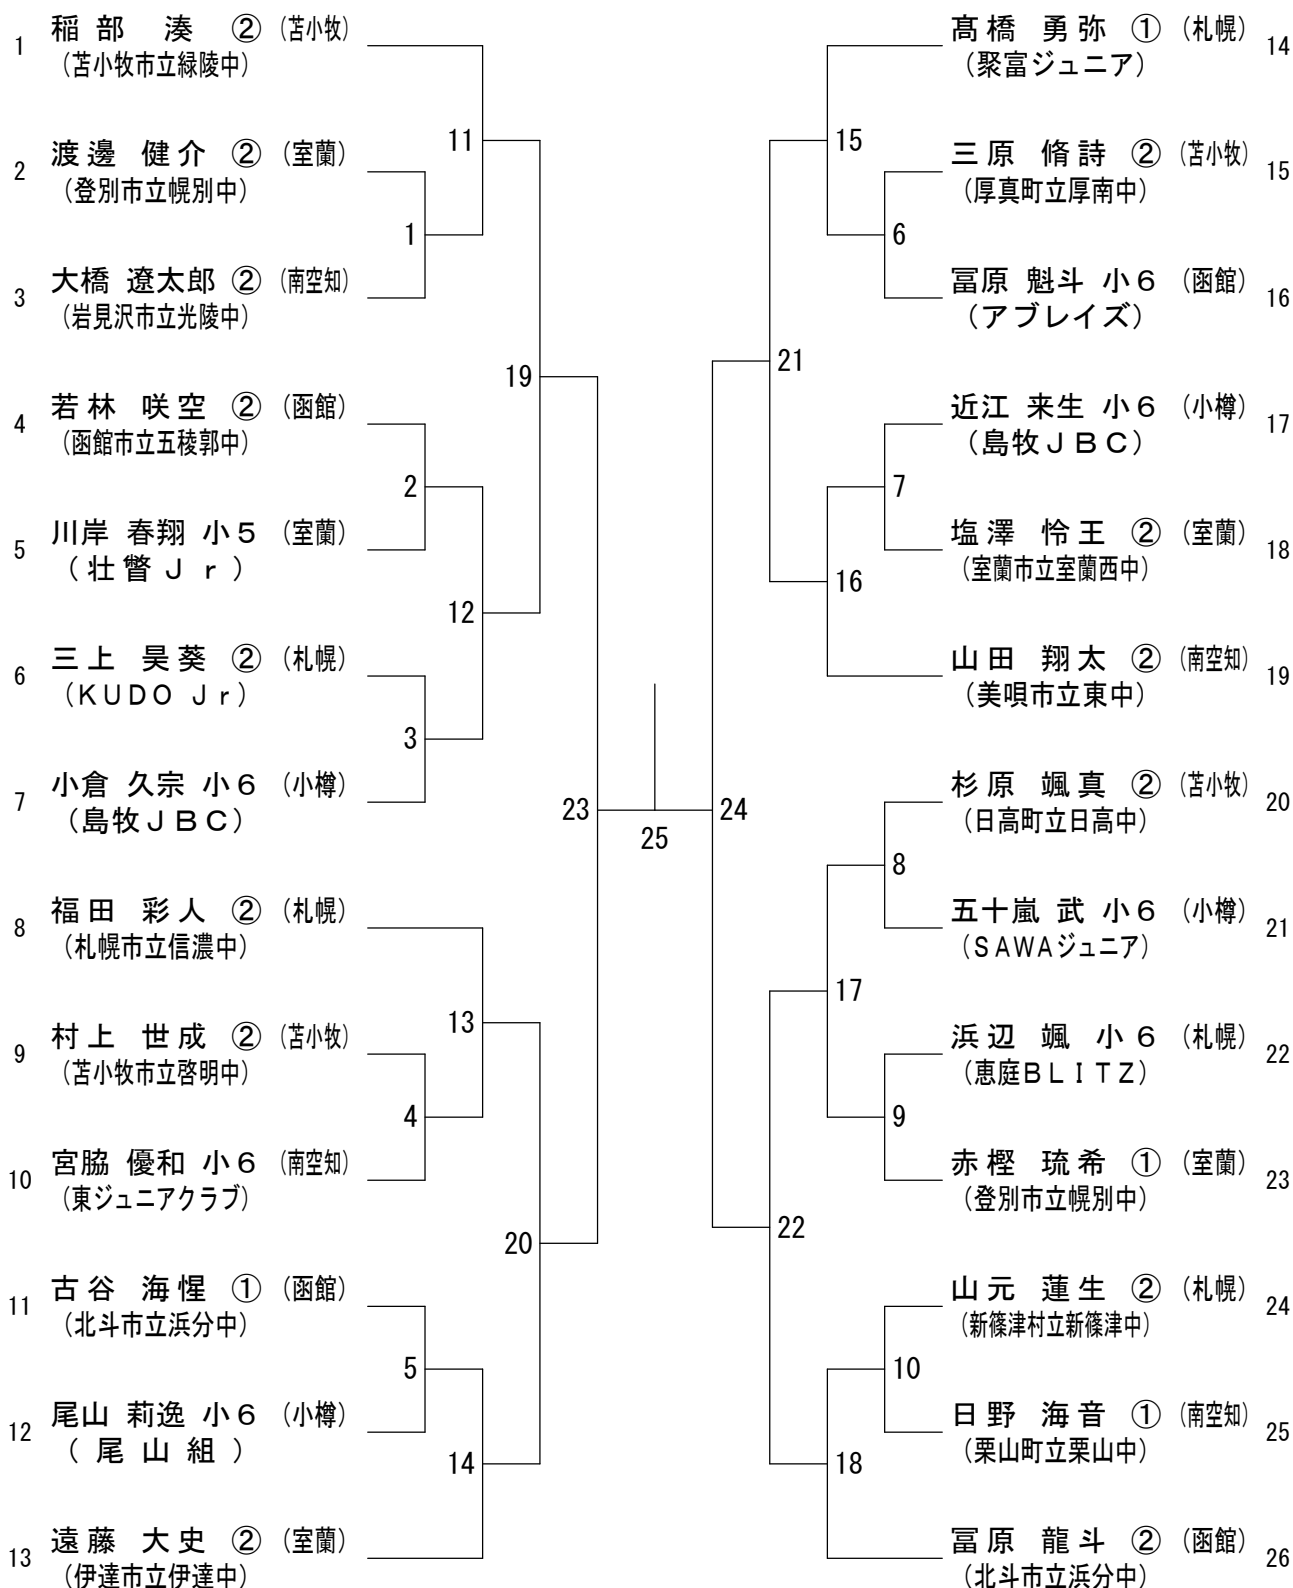 1 稲部 湊 ② (苫小牧)
(苫小牧市立緑陵中)
2 渡邊 健介 ② (室蘭)
(登別市立幌別中)
3 大橋 遼太郎 ② (南空知)
(岩見沢市立光陵中)
4 若林 咲空 ② (函館)
(函館市立五稜郭中)
5 川岸 春翔 小5 (室蘭)
(壮瞥Jr)
6 三上 昊葵 ② (札幌)
(KUDO Jr)
7 小倉 久宗 小6 (小樽)
(島牧JBC)
8 福田 彩人 ② (札幌)
(札幌市立信濃中)
9 村上 世成 ② (苫小牧)
(苫小牧市立啓明中)
10 宮脇 優和 小6 (南空知)
(東ジュニアクラブ)
11 古谷 海惺 ① (函館)
(北斗市立浜分中)
12 尾山 莉逸 小6 (小樽)
(尾山組)
13 遠藤 大史 ② (室蘭)
(伊達市立伊達中)
11
1
19
2
12
3
23
13
4
20
5
14
25
24
15
6
21
7
16
8
17
9
22
10
18
髙橋 勇弥 ① (札幌) 14
(聚富ジュニア)
三原 脩詩 ② (苫小牧) 15
(厚真町立厚南中)
冨原 魁斗 小6 (函館) 16
(アブレイズ)
近江 来生 小6 (小樽) 17
(島牧JBC)
塩澤 怜王 ② (室蘭) 18
(室蘭市立室蘭西中)
山田 翔太 ② (南空知) 19
(美唄市立東中)
杉原 颯真 ② (苫小牧) 20
(日高町立日高中)
五十嵐 武 小6 (小樽) 21
(SAWAジュニア)
浜辺 颯 小6 (札幌) 22
(恵庭BLITZ)
赤樫 琉希 ① (室蘭) 23
(登別市立幌別中)
山元 蓮生 ② (札幌) 24
(新篠津村立新篠津中)
日野 海音 ① (南空知) 25
(栗山町立栗山中)
冨原 龍斗 ② (函館) 26
(北斗市立浜分中)